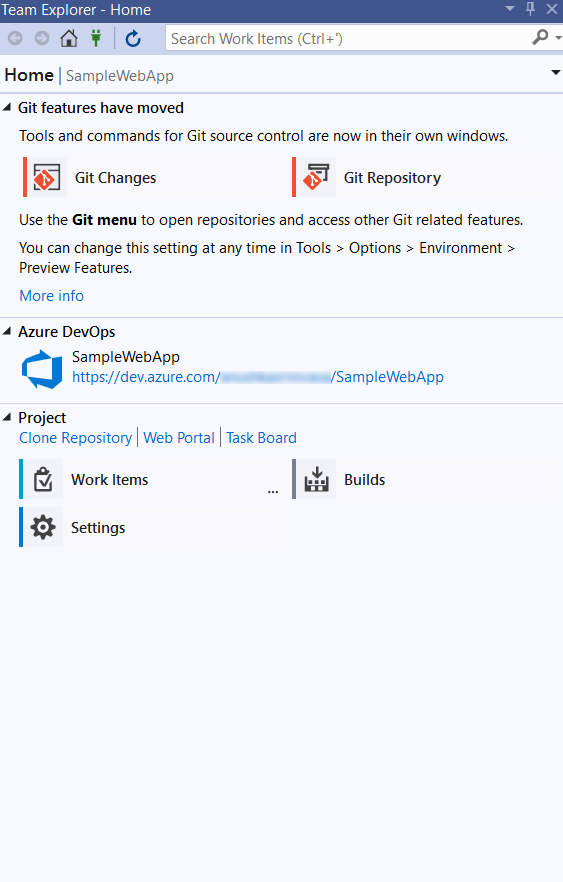 Team Explorer - Home
Search Work Items (Ctrl+')
Home | SampleWebApp
Git features have moved
Tools and commands for Git source control are now in their own windows.
Git Changes
Git Repository
Use the Git menu to open repositories and access other Git related features.
You can change this setting at any time in Tools > Options > Environment >
Preview Features.
More info
Azure DevOps
SampleWebApp
https://dev.azure.com/ /SampleWebApp
Project
Clone Repository | Web Portal | Task Board
Work Items
...
Builds
Settings